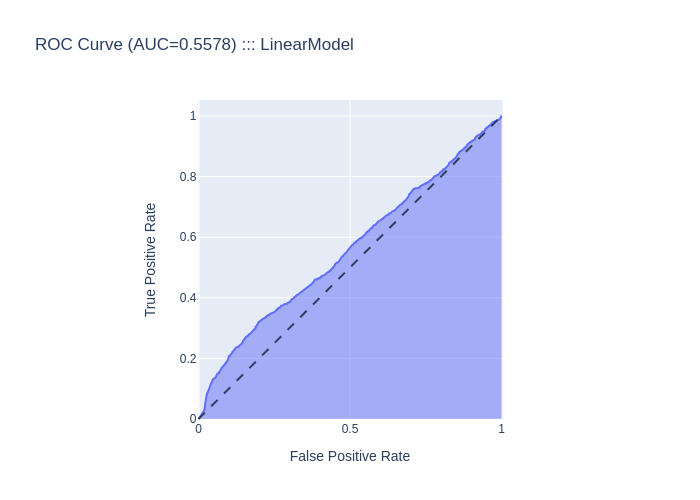 ROC Curve (AUC=0.5578) ::: LinearModel
1
0.8
0.6
0.4
0.2
0
True Positive Rate
0 0.5 1
False Positive Rate